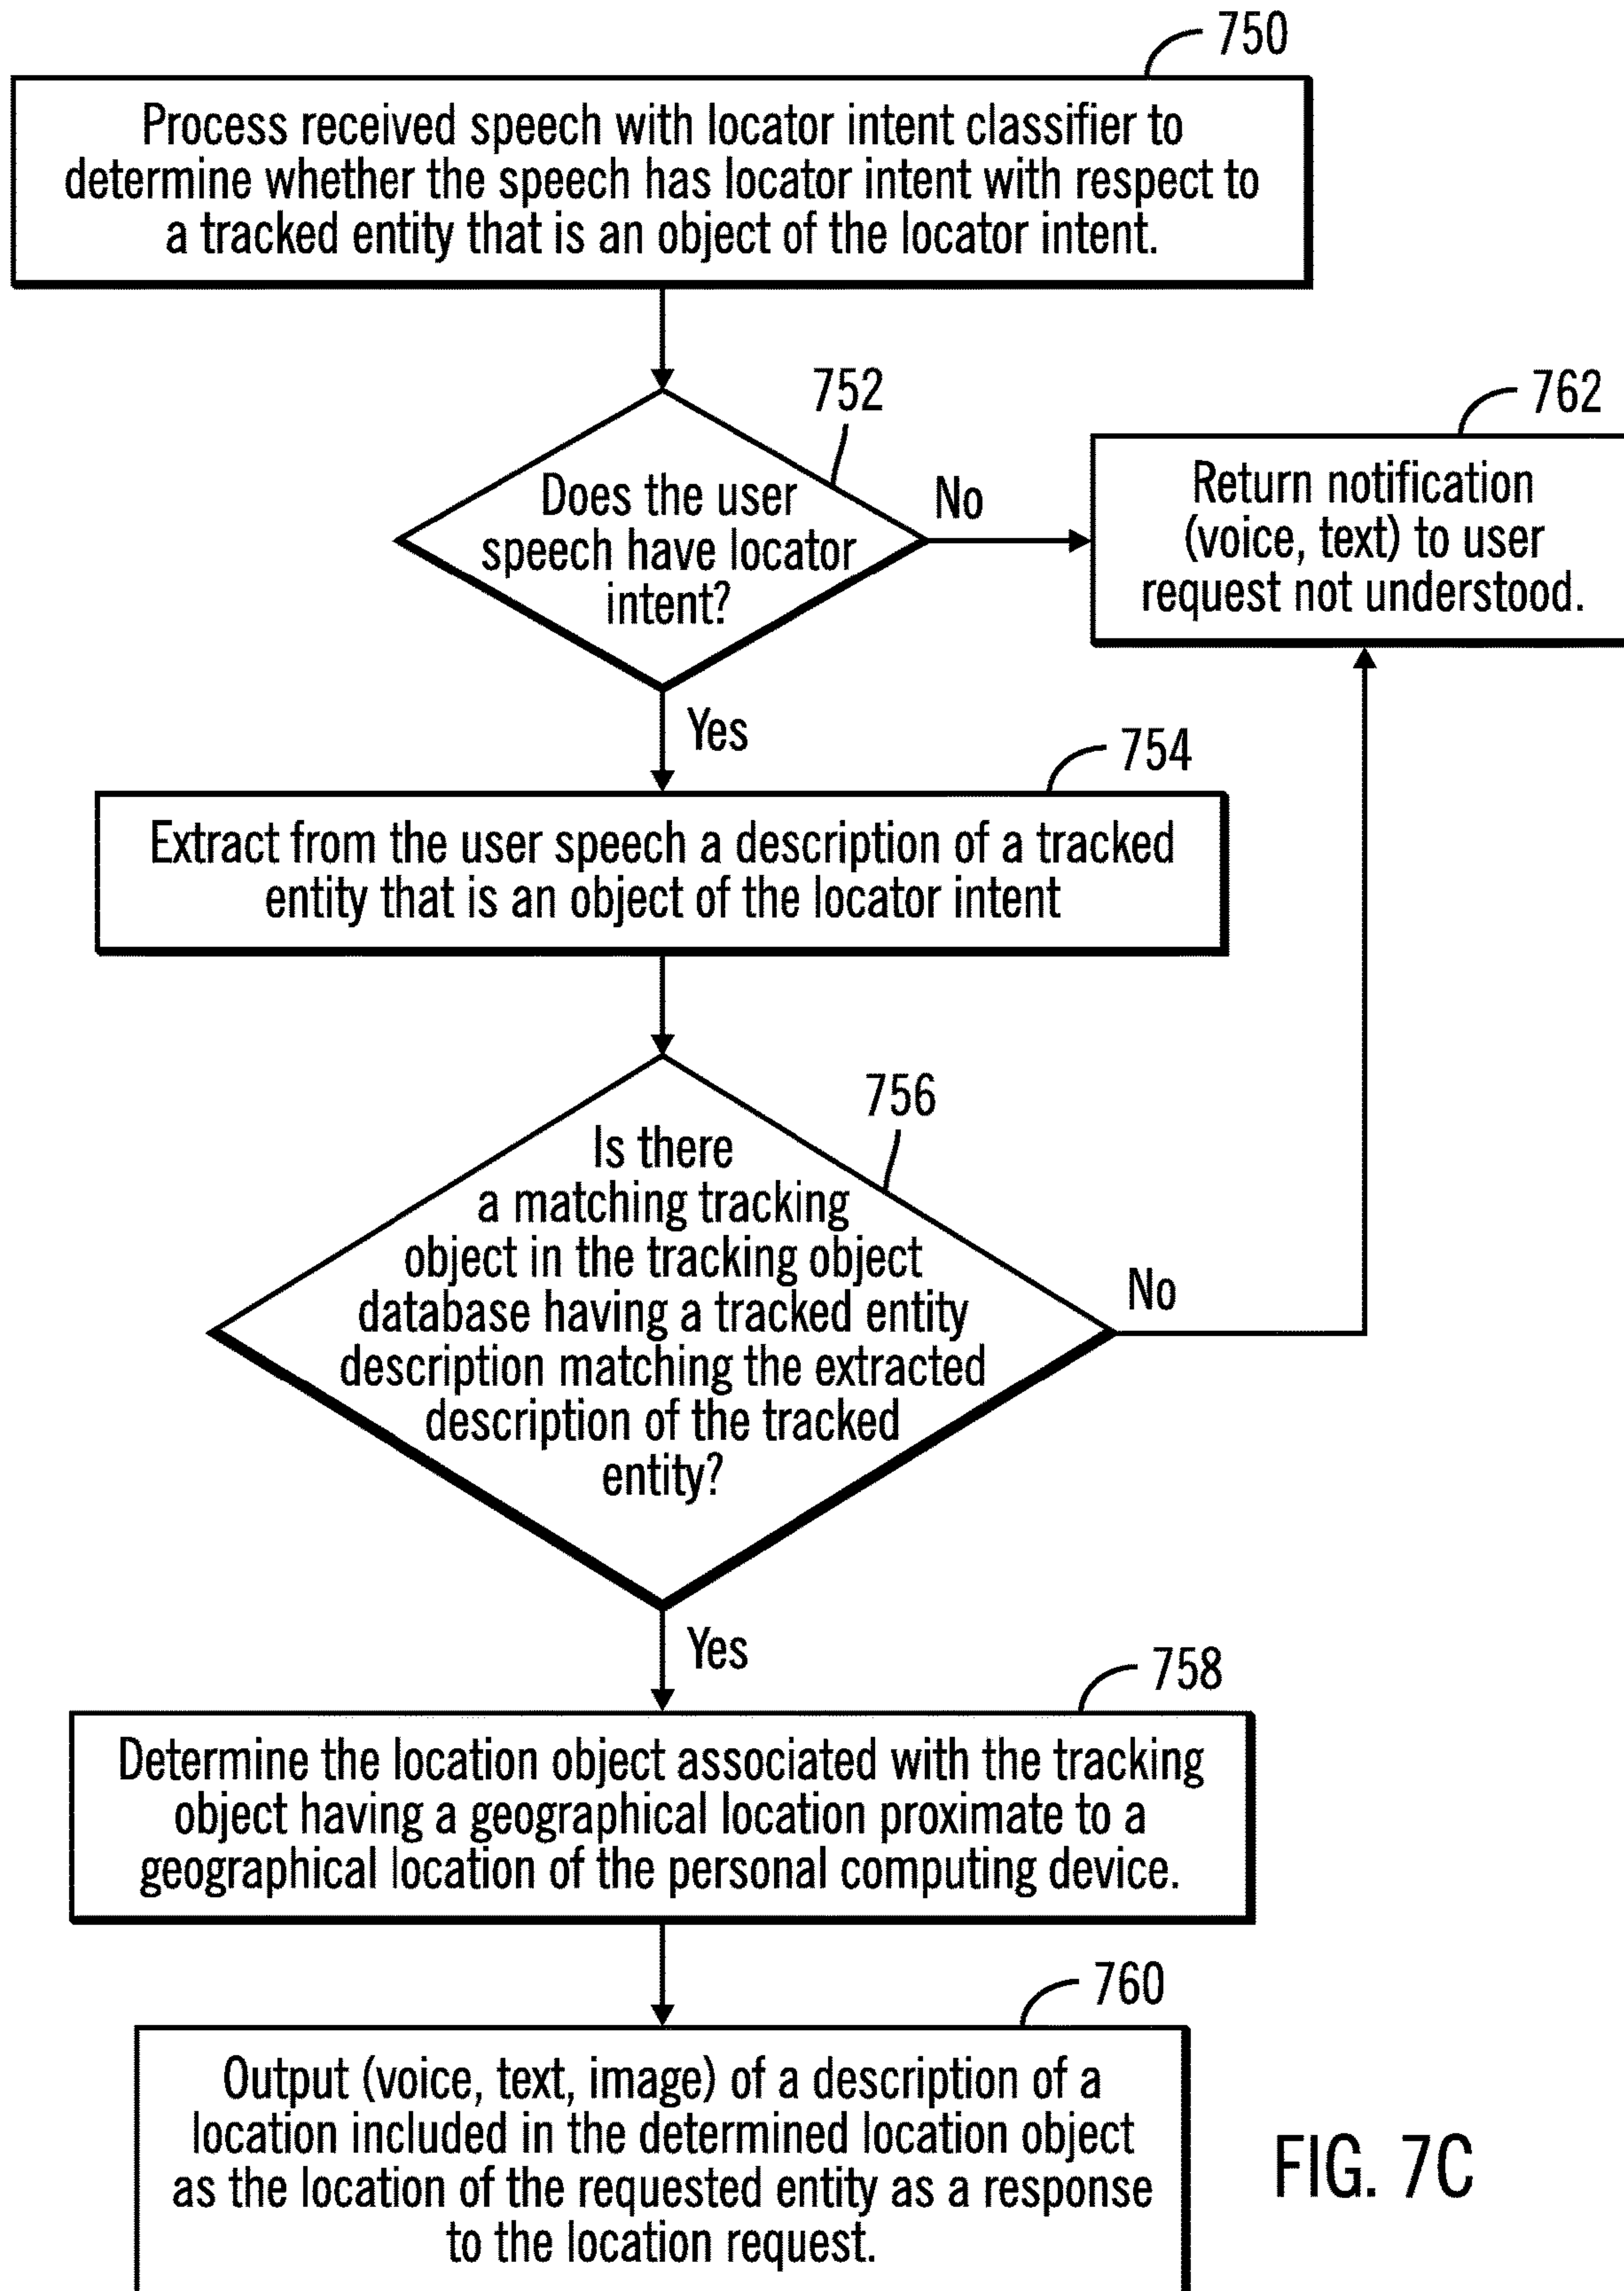 750
Process received speech with locator intent classifier to
determine whether the speech has locator intent with respect to
a tracked entity that is an object of the locator intent.
752
Does the user
speech have locator
intent?
No
762
Return notification
(voice, text) to user
request not understood.
Yes
754
Extract from the user speech a description of a tracked
entity that is an object of the locator intent
756
Is there
a matching tracking
object in the tracking object
database having a tracked entity
description matching the extracted
description of the tracked
entity?
No
Yes
758
Determine the location object associated with the tracking
object having a geographical location proximate to a
geographical location of the personal computing device.
760
Output (voice, text, image) of a description of a
location included in the determined location object
as the location of the requested entity as a response
to the location request.
FIG. 7C